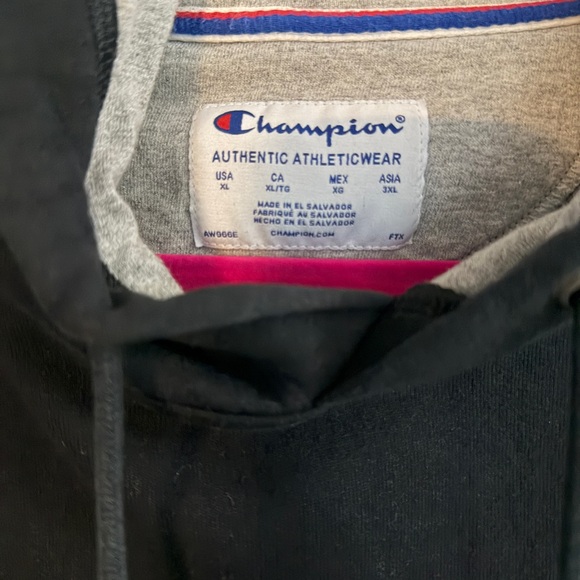 Champion®
AUTHENTIC ATHLETICWEAR
USA CA MEX ASIA
XL XL/TG XG 3XL
MADE IN EL SALVADOR
FABRIQUÉ AU SALVADOR
HECHO EN EL SALVADOR
AW966E CHAMPION.COM FTX